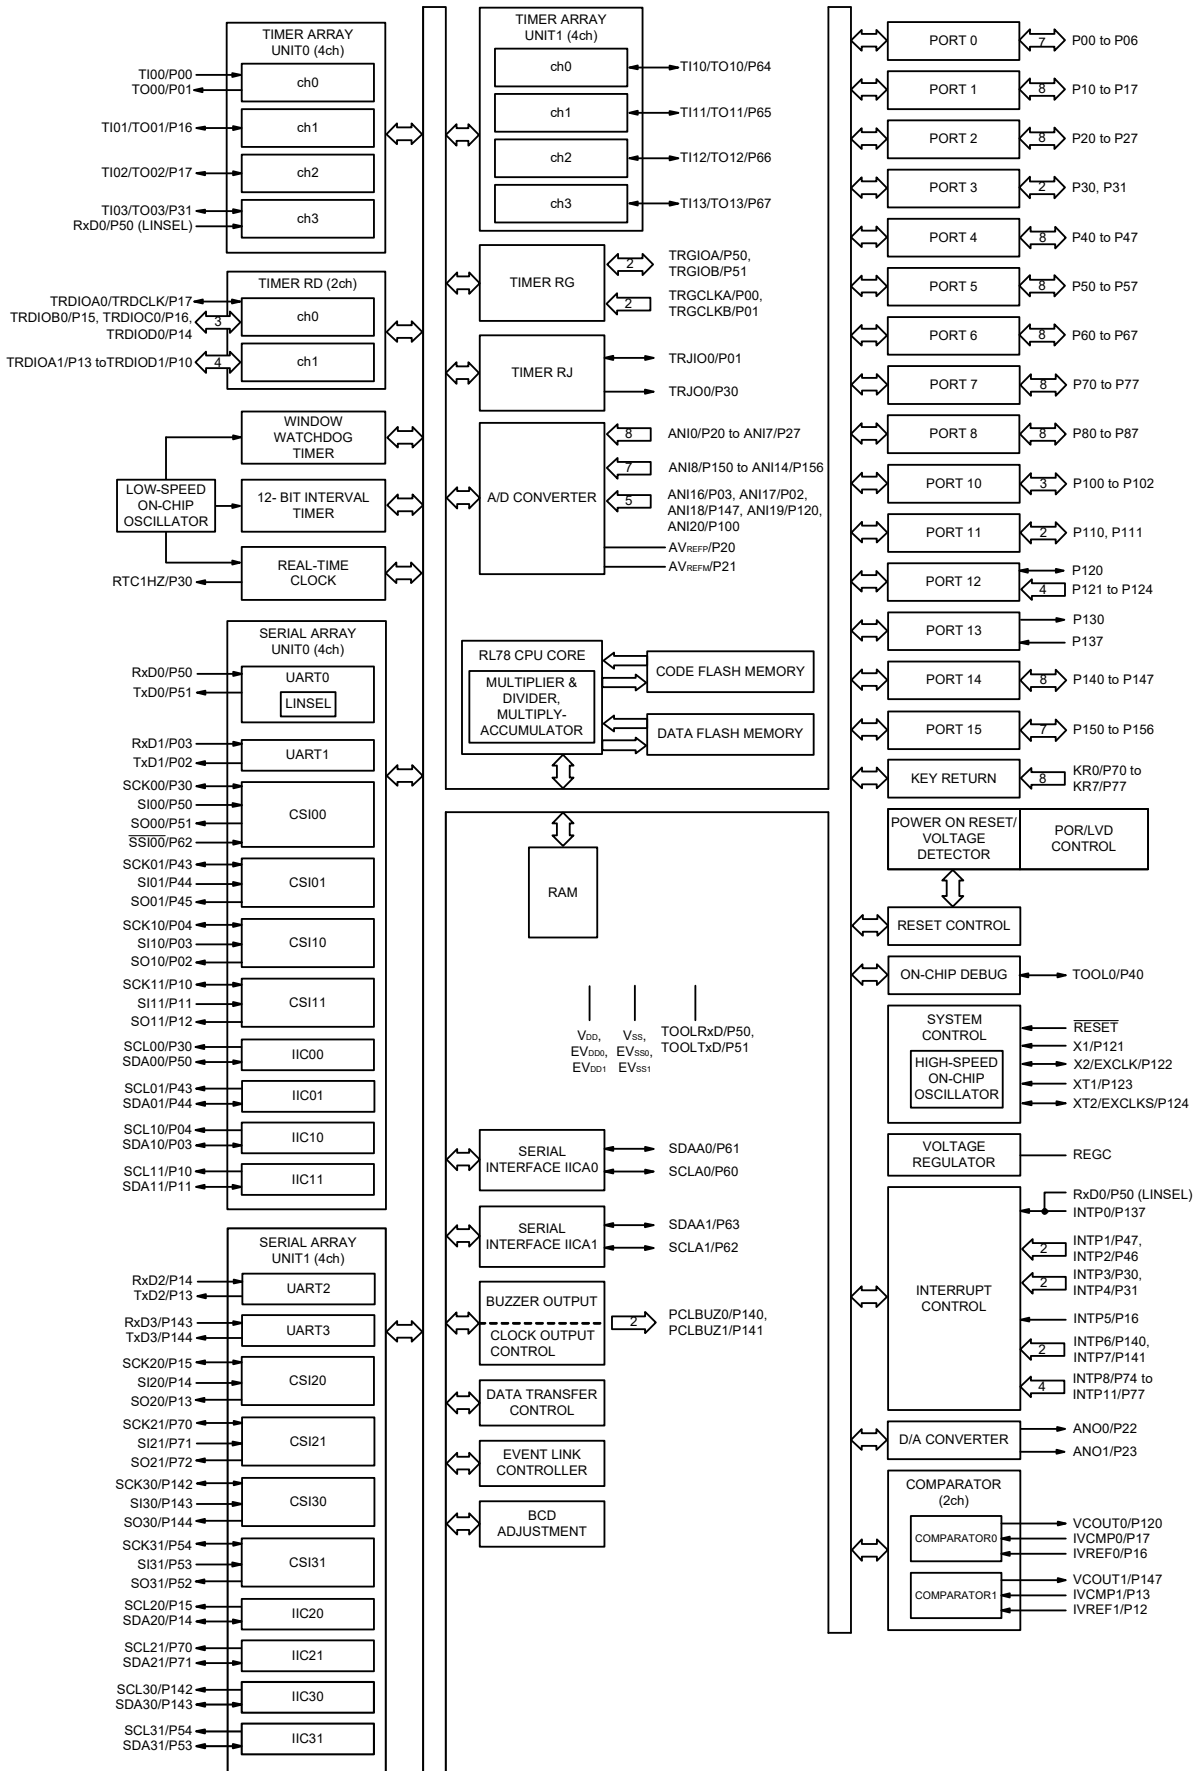 TIMER ARRAY
UNIT0 (4ch)
TI00/P00
TO00/P01
ch0
TI01/TO01/P16
ch1
TI02/TO02/P17
ch2
TI03/TO03/P31
RxD0/P50 (LINSEL)
ch3
TIMER RD (2ch)
TRDIOA0/TRDCLK/P17
TRDIOB0/P15, TRDIOC0/P16,
TRDIOD0/P14
3
ch0
TRDIOA1/P13 toTRDIOD1/P10
4
ch1
WINDOW
WATCHDOG
TIMER
LOW-SPEED
ON-CHIP
OSCILLATOR
12- BIT INTERVAL
TIMER
RTC1HZ/P30
REAL-TIME
CLOCK
SERIAL ARRAY
UNIT0 (4ch)
RxD0/P50
TxD0/P51
UART0
LINSEL
RxD1/P03
TxD1/P02
UART1
SCK00/P30
SI00/P50
SO00/P51
SSI00/P62
CSI00
SCK01/P43
SI01/P44
SO01/P45
CSI01
SCK10/P04
SI10/P03
SO10/P02
CSI10
SCK11/P10
SI11/P11
SO11/P12
CSI11
SCL00/P30
SDA00/P50
IIC00
SCL01/P43
SDA01/P44
IIC01
SCL10/P04
SDA10/P03
IIC10
SCL11/P10
SDA11/P11
IIC11
SERIAL ARRAY
UNIT1 (4ch)
RxD2/P14
TxD2/P13
UART2
RxD3/P143
TxD3/P144
UART3
SCK20/P15
SI20/P14
SO20/P13
CSI20
SCK21/P70
SI21/P71
SO21/P72
CSI21
SCK30/P142
SI30/P143
SO30/P144
CSI30
SCK31/P54
SI31/P53
SO31/P52
CSI31
SCL20/P15
SDA20/P14
IIC20
SCL21/P70
SDA21/P71
IIC21
SCL30/P142
SDA30/P143
IIC30
SCL31/P54
SDA31/P53
IIC31
TIMER ARRAY
UNIT1 (4ch)
ch0
TI10/TO10/P64
ch1
TI11/TO11/P65
ch2
TI12/TO12/P66
ch3
TI13/TO13/P67
TIMER RG
2
TRGIOA/P50,
TRGIOB/P51
2
TRGCLKA/P00,
TRGCLKB/P01
TIMER RJ
TRJIO0/P01
TRJO0/P30
A/D CONVERTER
8
ANI0/P20 to ANI7/P27
7
ANI8/P150 to ANI14/P156
5
ANI16/P03, ANI17/P02,
ANI18/P147, ANI19/P120,
ANI20/P100
AVREFP/P20
AVREFM/P21
RL78 CPU CORE
MULTIPLIER &
DIVIDER,
MULTIPLY-
ACCUMULATOR
CODE FLASH MEMORY
DATA FLASH MEMORY
RAM
VDD,
EVDD0,
EVDD1
VSS,
EVSS0,
EVSS1
TOOLRxD/P50,
TOOLTxD/P51
SERIAL
INTERFACE IICA0
SDAA0/P61
SCLA0/P60
SERIAL
INTERFACE IICA1
SDAA1/P63
SCLA1/P62
BUZZER OUTPUT
CLOCK OUTPUT
CONTROL
2
PCLBUZ0/P140,
PCLBUZ1/P141
DATA TRANSFER
CONTROL
EVENT LINK
CONTROLLER
BCD
ADJUSTMENT
PORT 0
7
P00 to P06
PORT 1
8
P10 to P17
PORT 2
8
P20 to P27
PORT 3
2
P30, P31
PORT 4
8
P40 to P47
PORT 5
8
P50 to P57
PORT 6
8
P60 to P67
PORT 7
8
P70 to P77
PORT 8
8
P80 to P87
PORT 10
3
P100 to P102
PORT 11
2
P110, P111
PORT 12
P120
4
P121 to P124
PORT 13
P130
P137
PORT 14
8
P140 to P147
PORT 15
7
P150 to P156
KEY RETURN
8
KR0/P70 to
KR7/P77
POWER ON RESET/
VOLTAGE
DETECTOR
POR/LVD
CONTROL
RESET CONTROL
ON-CHIP DEBUG
TOOL0/P40
SYSTEM
CONTROL
HIGH-SPEED
ON-CHIP
OSCILLATOR
RESET
X1/P121
X2/EXCLK/P122
XT1/P123
XT2/EXCLKS/P124
VOLTAGE
REGULATOR
REGC
INTERRUPT
CONTROL
RxD0/P50 (LINSEL)
INTP0/P137
2
INTP1/P47,
INTP2/P46
2
INTP3/P30,
INTP4/P31
INTP5/P16
2
INTP6/P140,
INTP7/P141
4
INTP8/P74 to
INTP11/P77
D/A CONVERTER
ANO0/P22
ANO1/P23
COMPARATOR
(2ch)
COMPARATOR0
VCOUT0/P120
IVCMP0/P17
IVREF0/P16
COMPARATOR1
VCOUT1/P147
IVCMP1/P13
IVREF1/P12